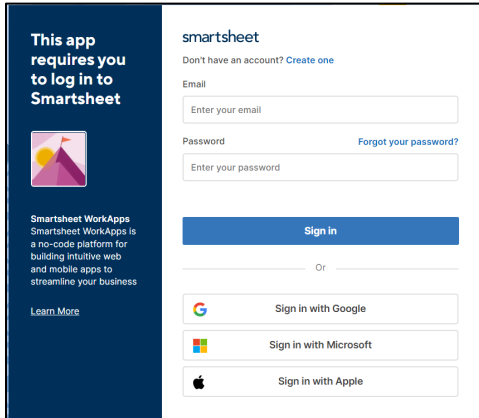 This app
requires you
to log in to
Smartsheet
Smartsheet WorkApps
Smartsheet WorkApps is
a no-code platform for
building intuitive web
and mobile apps to
streamline your business
Learn More
smartsheet
Don't have an account? Create one
Email
Enter your email
Password Forgot your password?
Enter your password
Sign in
Or
Sign in with Google
Sign in with Microsoft
Sign in with Apple